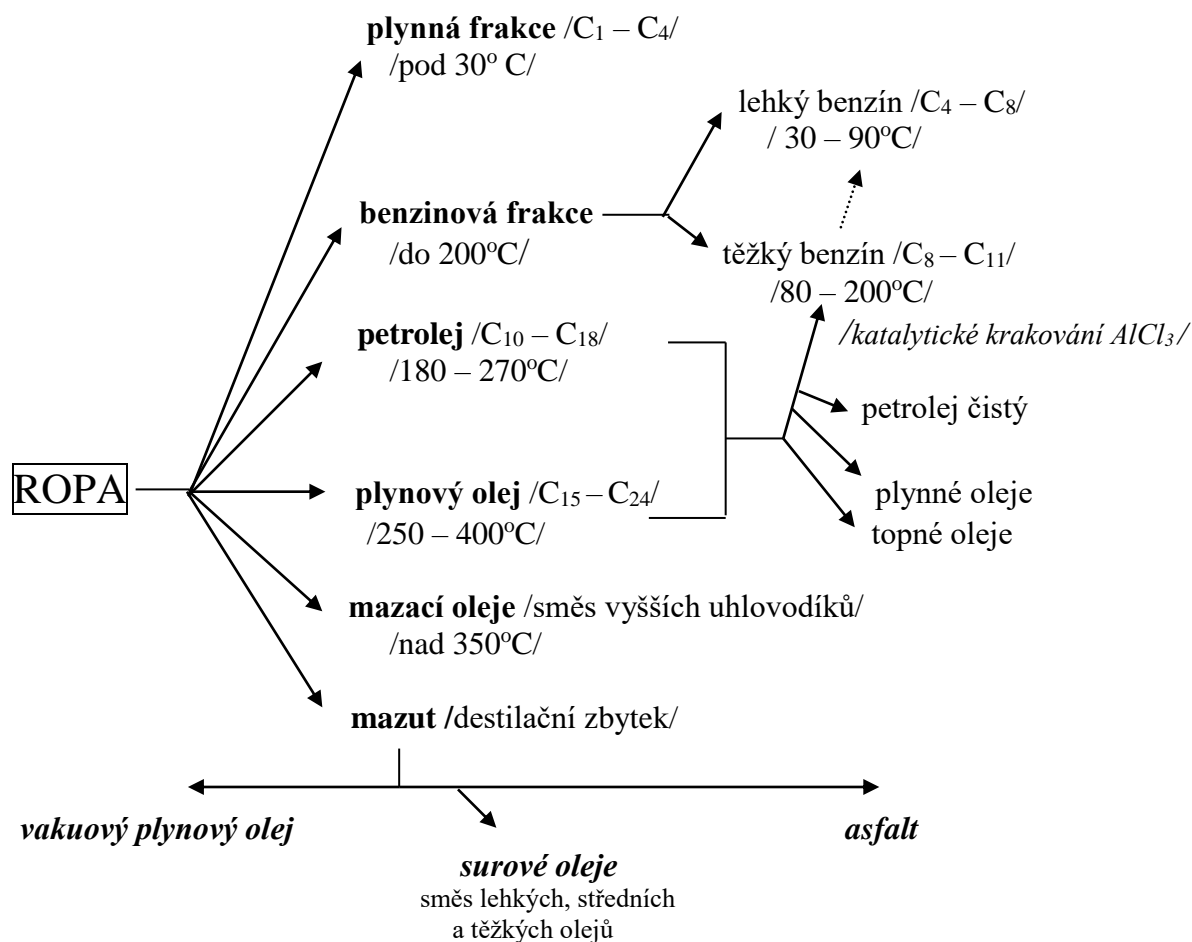 plynná frakce /C₁ – C₄/
/pod 30° C/
lehký benzín /C₄ – C₈/
/ 30 – 90°C/
benzinová frakce
/do 200°C/
těžký benzín /C₈ – C₁₁/
/80 – 200°C/
/katalytické krakování AlCl₃/
petrolej /C₁₀ – C₁₈/
/180 – 270°C/
petrolej čistý
ROPA
plynový olej /C₁₅ – C₂₄/
/250 – 400°C/
plynné oleje
topné oleje
mazací oleje /směs vyšších uhlovodíků/
/nad 350°C/
mazut /destilační zbytek/
vakuový plynový olej
asfalt
surové oleje
směs lehkých, středních
a těžkých olejů